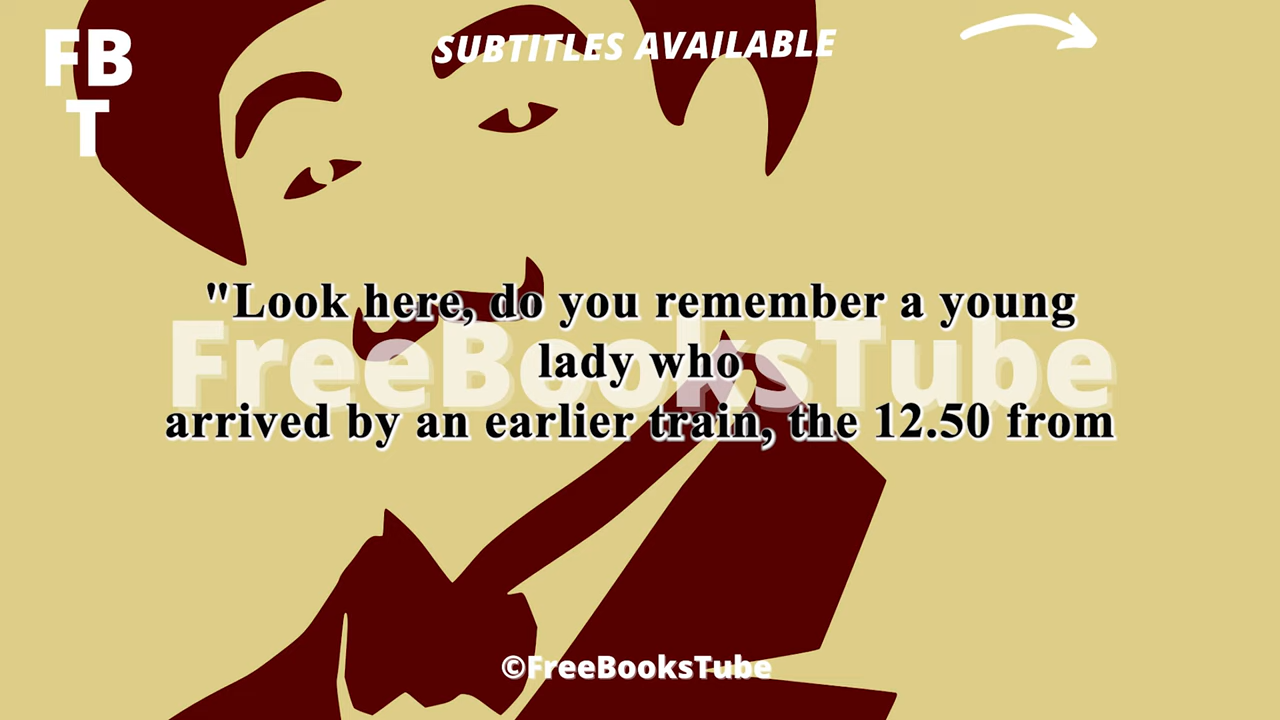 FB
T
SUBTITLES AVAILABLE
"Look here, do you remember a young
lady who
arrived by an earlier train, the 12.50 from
FreeBooksTube
©FreeBooksTube